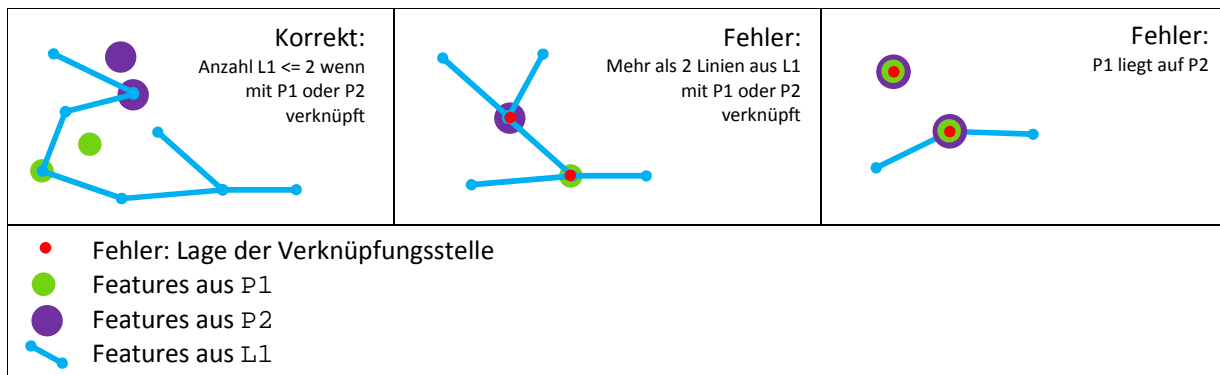 Korrekt:
Anzahl L1 <= 2 wenn
mit P1 oder P2
verknüpft
Fehler:
Mehr als 2 Linien aus L1
mit P1 oder P2
verknüpft
Fehler:
P1 liegt auf P2
Fehler: Lage der Verknüpfungsstelle
Features aus P1
Features aus P2
Features aus L1